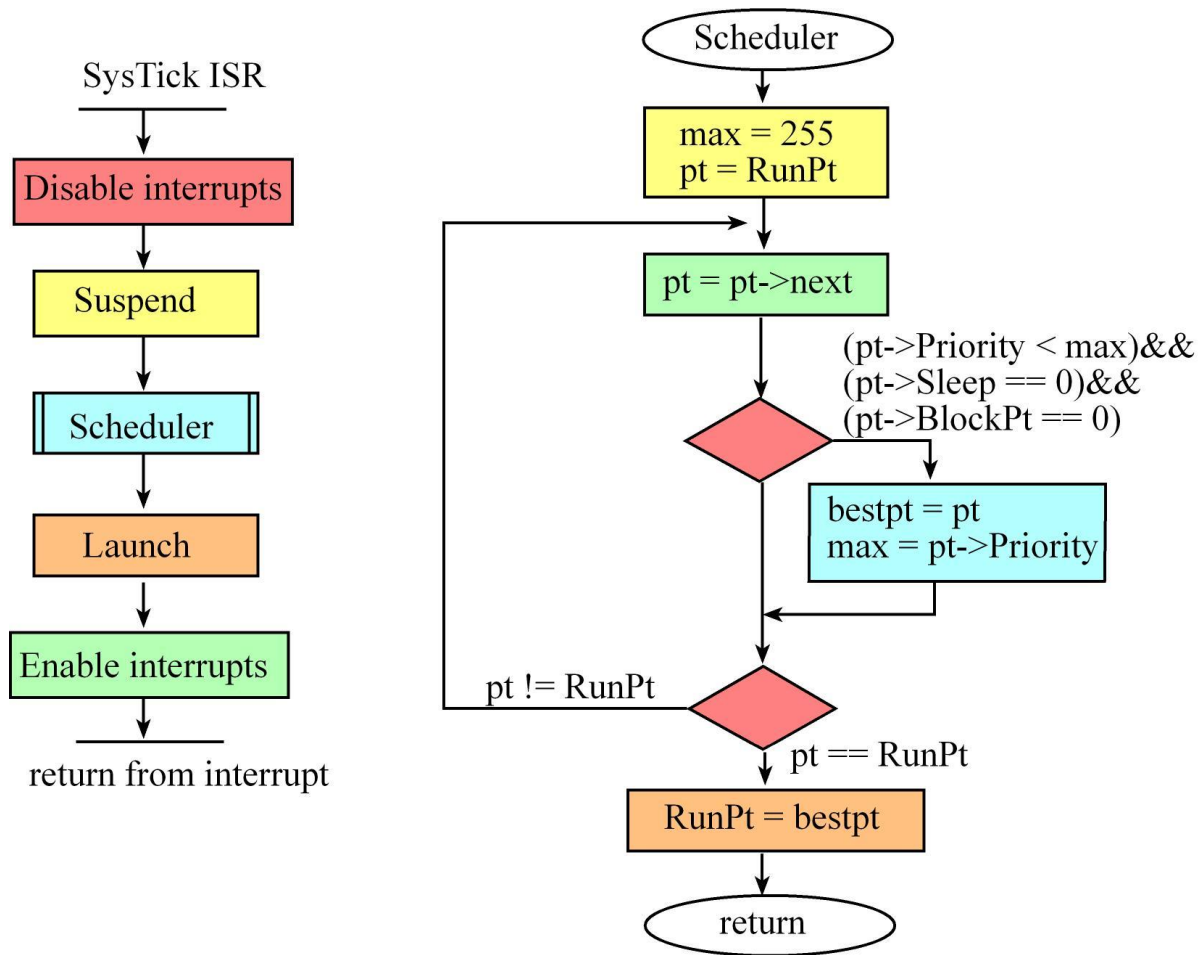 SysTick ISR
Disable interrupts
Suspend
Scheduler
Launch
Enable interrupts
return from interrupt
Scheduler
max = 255
pt = RunPt
pt = pt->next
(pt->Priority < max)&&
(pt->Sleep == 0)&&
(pt->BlockPt == 0)
bestpt = pt
max = pt->Priority
pt != RunPt
pt == RunPt
RunPt = bestpt
return